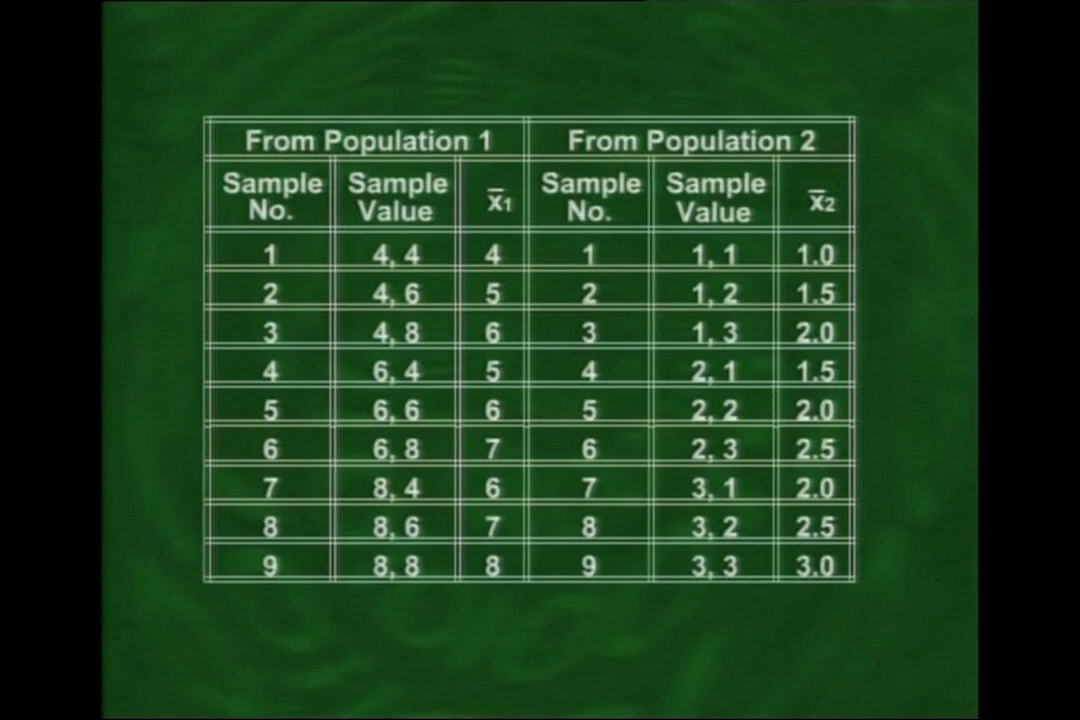 From Population 1 From Population 2
Sample No. Sample Value x̄1 Sample No. Sample Value x̄2
1 4, 4 4 1 1, 1 1.0
2 4, 6 5 2 1, 2 1.5
3 4, 8 6 3 1, 3 2.0
4 6, 4 5 4 2, 1 1.5
5 6, 6 6 5 2, 2 2.0
6 6, 8 7 6 2, 3 2.5
7 8, 4 6 7 3, 1 2.0
8 8, 6 7 8 3, 2 2.5
9 8, 8 8 9 3, 3 3.0